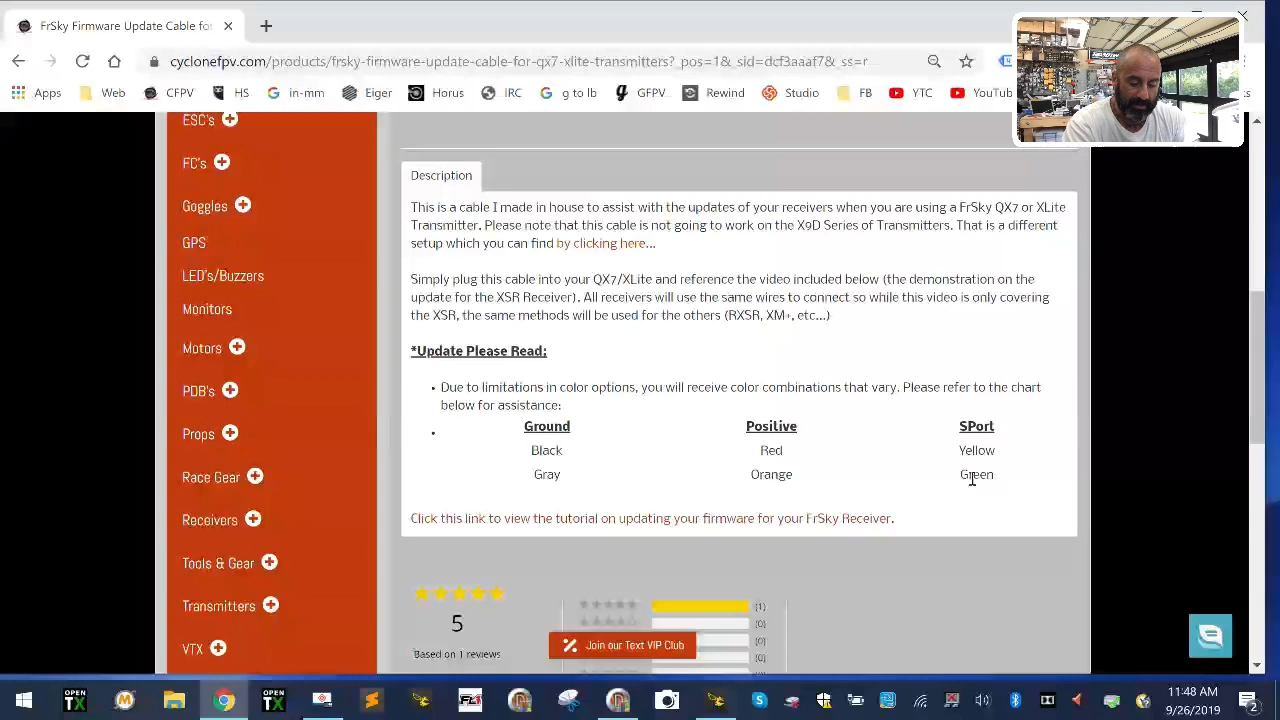 FrSky Firmware Update Cable for
cyclonefpv.com/products/frsky-firmware-update-cable-for-qx7-xlite-transmitters?_pos=1&_sid=dcf3aadf7&_ss=r
Apps Web CFPV HS in-mm Eiger Horus IRC g to lb GFPV Rewind Studio FB YTC YouTub
ESC's
FC's
Goggles
GPS
LED's/Buzzers
Monitors
Motors
PDB's
Props
Race Gear
Receivers
Tools & Gear
Transmitters
VTX
Description
This is a cable I made in house to assist with the updates of your receivers when you are using a FrSky QX7 or XLite
Transmitter. Please note that this cable is not going to work on the X9D Series of Transmitters. That is a different
setup which you can find by clicking here...
Simply plug this cable into your QX7/XLite and reference the video included below (the demonstration on the
update for the XSR Receiver). All receivers will use the same wires to connect so while this video is only covering
the XSR, the same methods will be used for the others (RXSR, XM+, etc...)
*Update Please Read:
• Due to limitations in color options, you will receive color combinations that vary. Please refer to the chart
below for assistance:
• Ground Positive SPort
Black Red Yellow
Gray Orange Green
Click this link to view the tutorial on updating your firmware for your FrSky Receiver.
5
Based on 1 reviews
(1)
(0)
(0)
(0)
Join our Text VIP Club
OPEN TX
OPEN TX
11:48 AM
9/26/2019
2